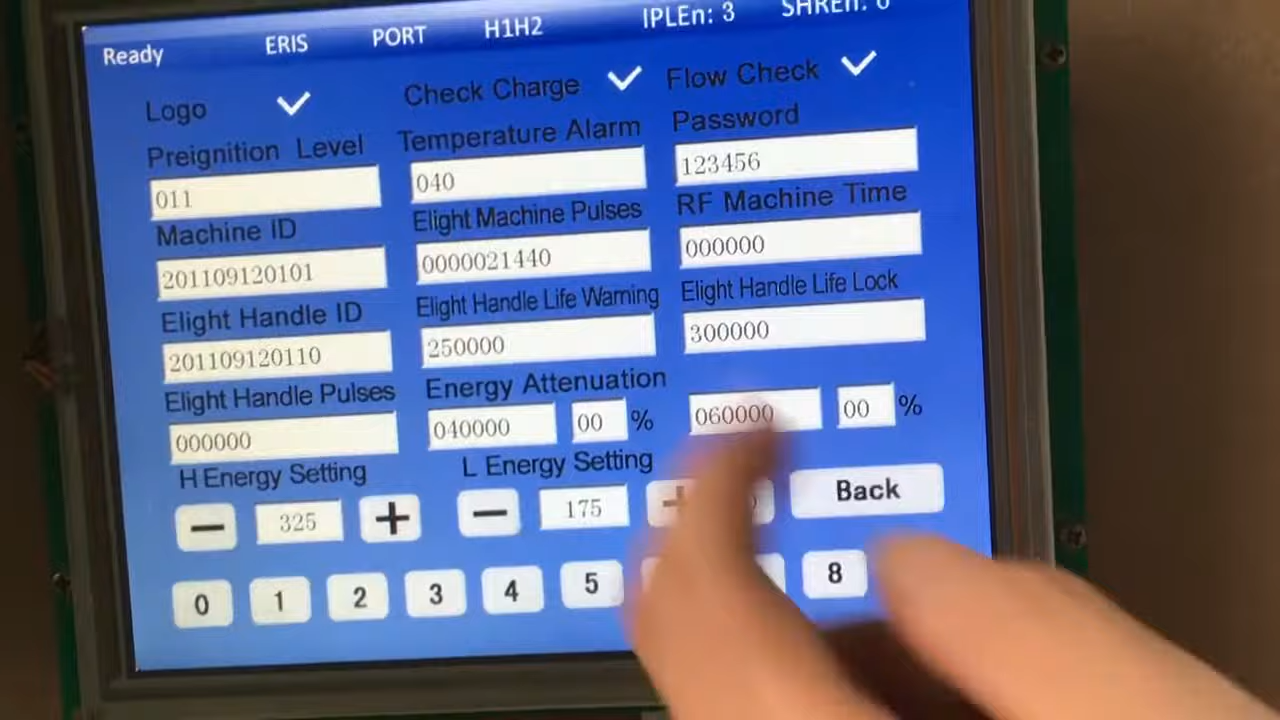 Ready ERIS PORT H1H2 IPLEn: 3 SHREn: 0
Logo Check Charge Flow Check
Preignition Level Temperature Alarm Password
011 040 123456
Machine ID Elight Machine Pulses RF Machine Time
201109120101 0000021440 000000
Elight Handle ID Elight Handle Life Warning Elight Handle Life Lock
201109120110 250000 300000
Elight Handle Pulses Energy Attenuation
000000 040000 00 % 060000 00 %
H Energy Setting L Energy Setting
− 325 + − 175 + Back
0 1 2 3 4 5 8